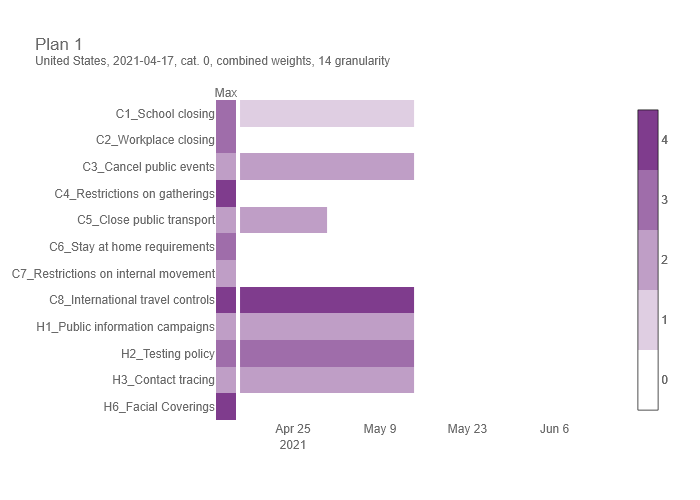 Plan 1
United States, 2021-04-17, cat. 0, combined weights, 14 granularity
Max
C1_School closing
C2_Workplace closing
C3_Cancel public events
C4_Restrictions on gatherings
C5_Close public transport
C6_Stay at home requirements
C7_Restrictions on internal movement
C8_International travel controls
H1_Public information campaigns
H2_Testing policy
H3_Contact tracing
H6_Facial Coverings
Apr 25 May 9 May 23 Jun 6
2021
4
3
2
1
0